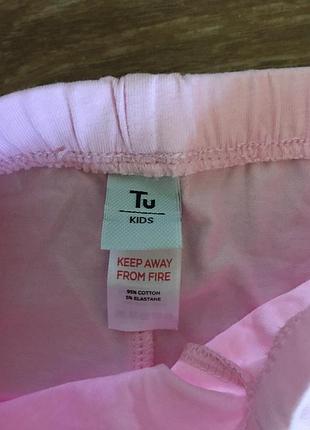 Tu
KIDS
KEEP AWAY
FROM FIRE
95% COTTON
5% ELASTANE